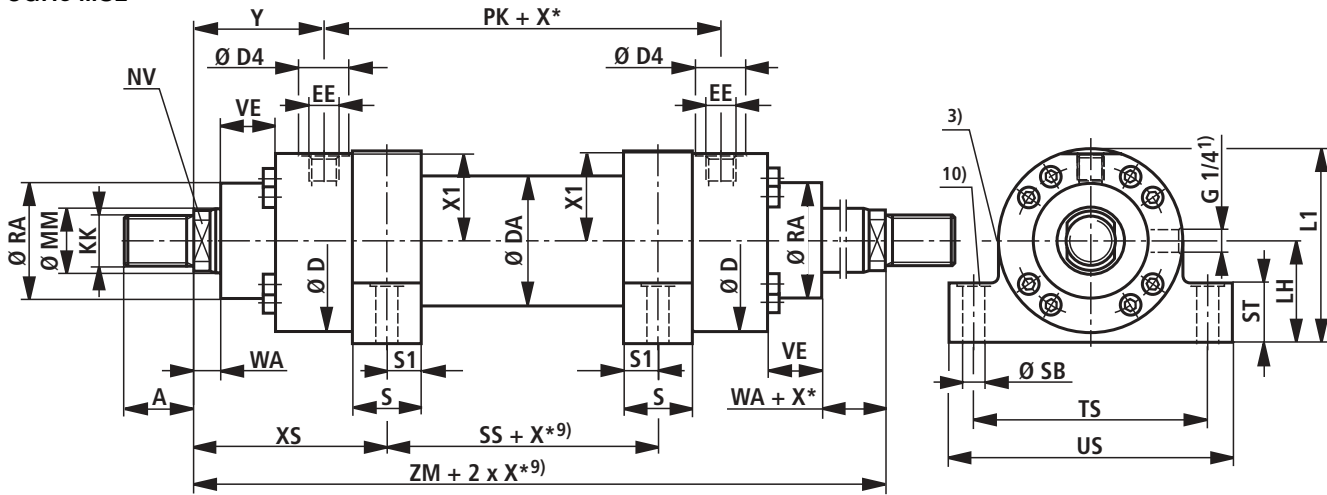 Y
PK + X*
Ø D4
Ø D4
NV
EE
EE
VE
3)
10)
G 1/4¹⁾
X1
X1
L1
Ø RA
Ø MM
KK
Ø D
Ø DA
Ø D
Ø RA
ST
LH
WA
S1
S1
VE
Ø SB
A
S
S
WA + X*
TS
XS
SS + X*⁹⁾
US
ZM + 2 x X*⁹⁾